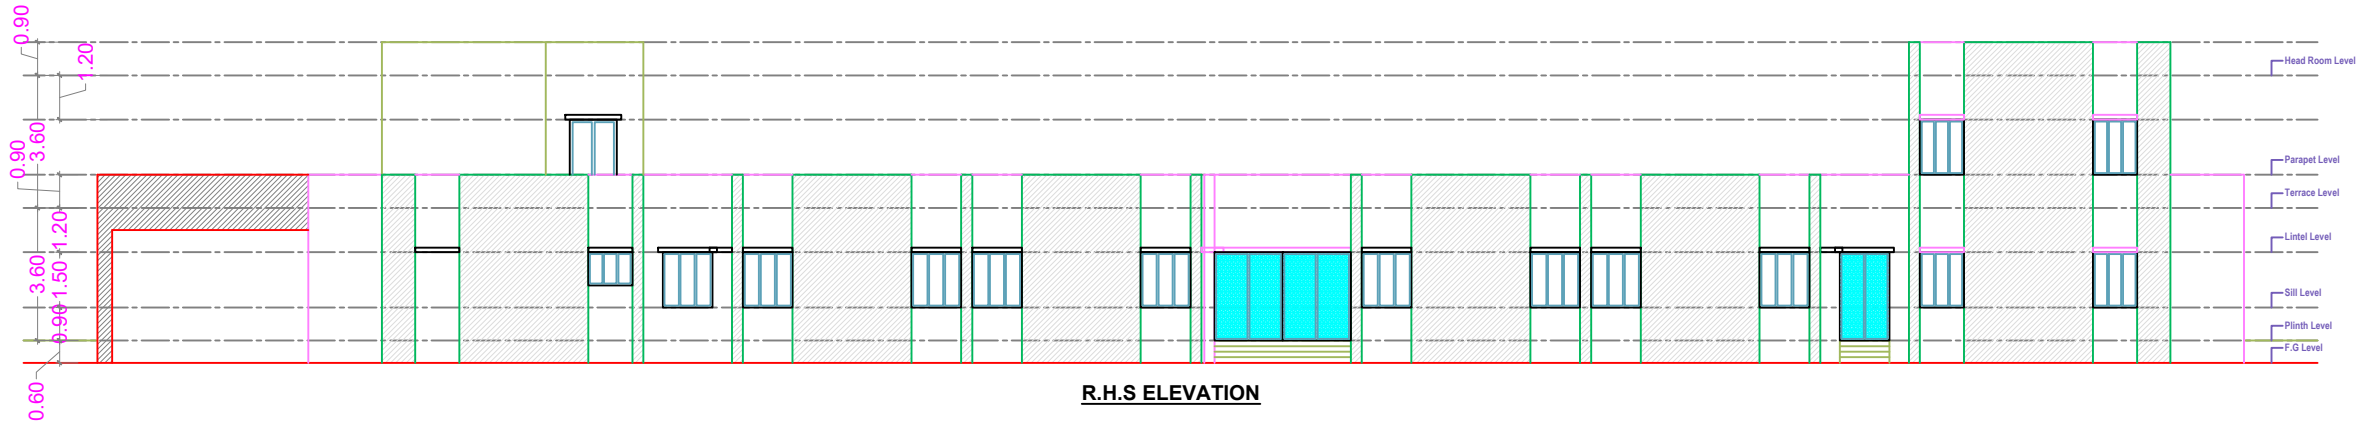 0.90
1.20
3.60
0.90
1.20
1.50
3.60
0.90
0.60
Head Room Level
Parapet Level
Terrace Level
Lintel Level
Sill Level
Plinth Level
F.G Level
R.H.S ELEVATION